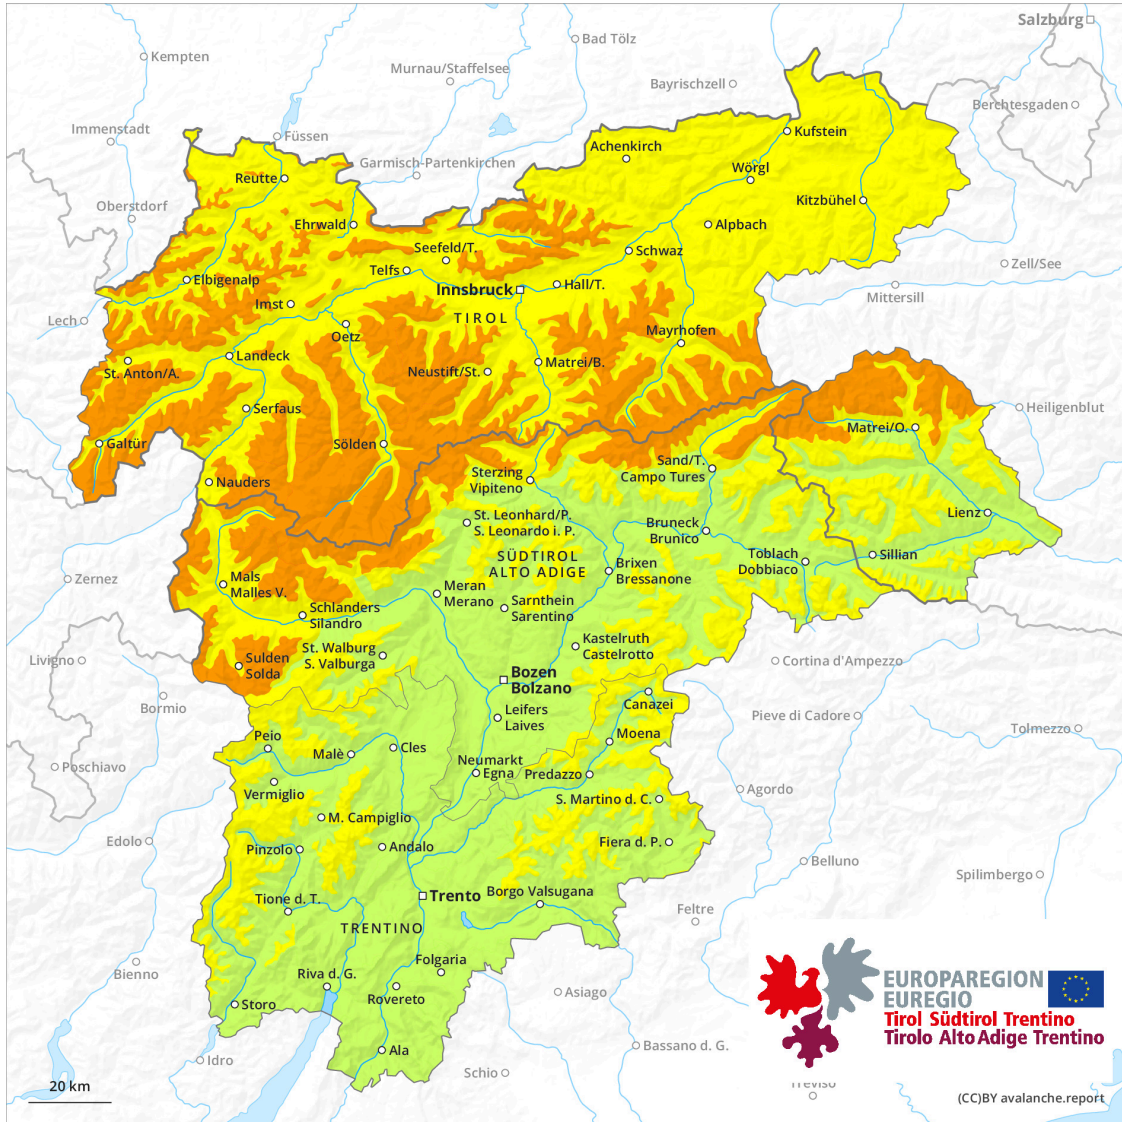 Salzburg
Bad Tölz
Kempten
Murnau/Staffelsee
Bayrischzell
Berchtesgaden
Immenstadt
Füssen
Kufstein
Achenkirch
Garmisch-Partenkirchen
Wörgl
Reutte
Kitzbühel
Oberstdorf
Ehrwald
Alpbach
Seefeld/T.
Schwaz
Zell/See
Telfs
Elbigenalp
Innsbruck
Hall/T.
Mittersill
Imst
TIROL
Lech
Oetz
Mayrhofen
Landeck
Matrei/B.
St. Anton/A.
Neustift/St.
Serfaus
Heiligenblut
Matrei/O.
Galtür
Sölden
Sand/T.
Campo Tures
Sterzing
Vipiteno
Nauders
Lienz
St. Leonhard/P.
S. Leonardo i. P.
Bruneck
Brunico
SÜDTIROL
ALTO ADIGE
Toblach
Dobbiaco
Sillian
Brixen
Bressanone
Zernez
Mals
Malles V.
Meran
Merano
Sarnthein
Sarentino
Schlanders
Silandro
Kastelruth
Castelrotto
St. Walburg
S. Valburga
Livigno
Sulden
Solda
Cortina d'Ampezzo
Bozen
Bolzano
Bormio
Canazei
Leifers
Laives
Pieve di Cadore
Tolmezzo
Peio
Moena
Malè
Cles
Neumarkt
Egna
Predazzo
Poschiavo
Vermiglio
Agordo
S. Martino d. C.
M. Campiglio
Edolo
Pinzolo
Andalo
Fiera d. P.
Belluno
Spilimbergo
Trento
Borgo Valsugana
Tione d. T.
Feltre
TRENTINO
Folgaria
Bienno
Riva d. G.
Rovereto
Asiago
Storo
EUROPAREGION
EUREGIO
Tirol Südtirol Trentino
Tirolo Alto Adige Trentino
Bassano d. G.
Ala
Idro
Schio
Treviso
20 km
(CC)BY avalanche.report